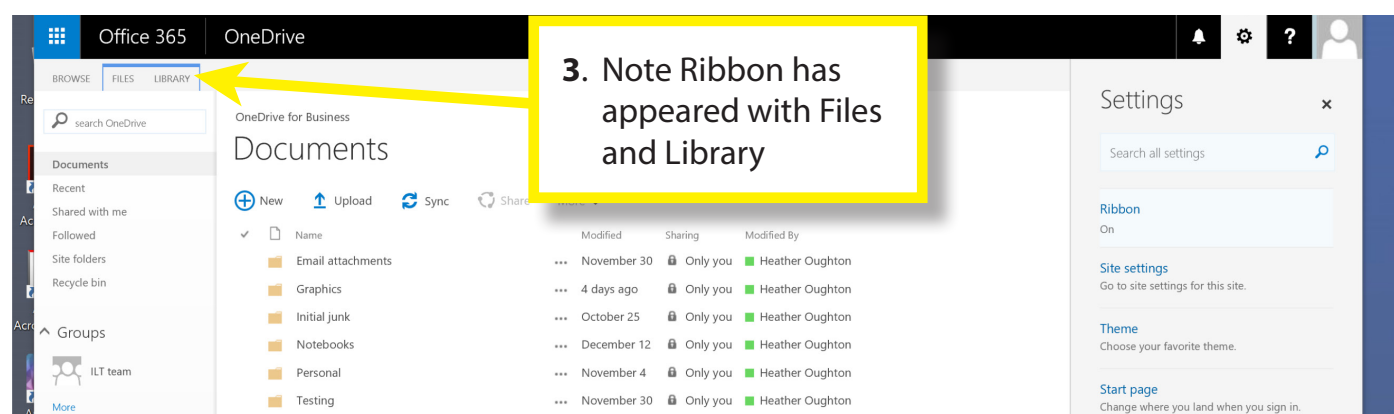 Office 365 OneDrive ?
BROWSE FILES LIBRARY
3. Note Ribbon has
appeared with Files
and Library
Re
search OneDrive
Documents
Recent
Shared with me
Followed
Site folders
Recycle bin
Groups
ILT team
More
Ac
Acro
A
OneDrive for Business
Documents
New Upload Sync Share
Name Modified Sharing Modified By
Email attachments ... November 30 Only you Heather Oughton
Graphics ... 4 days ago Only you Heather Oughton
Initial junk ... October 25 Only you Heather Oughton
Notebooks ... December 12 Only you Heather Oughton
Personal ... November 4 Only you Heather Oughton
Testing ... November 30 Only you Heather Oughton
Settings ×
Search all settings
Ribbon
On
Site settings
Go to site settings for this site.
Theme
Choose your favorite theme.
Start page
Change where you land when you sign in.